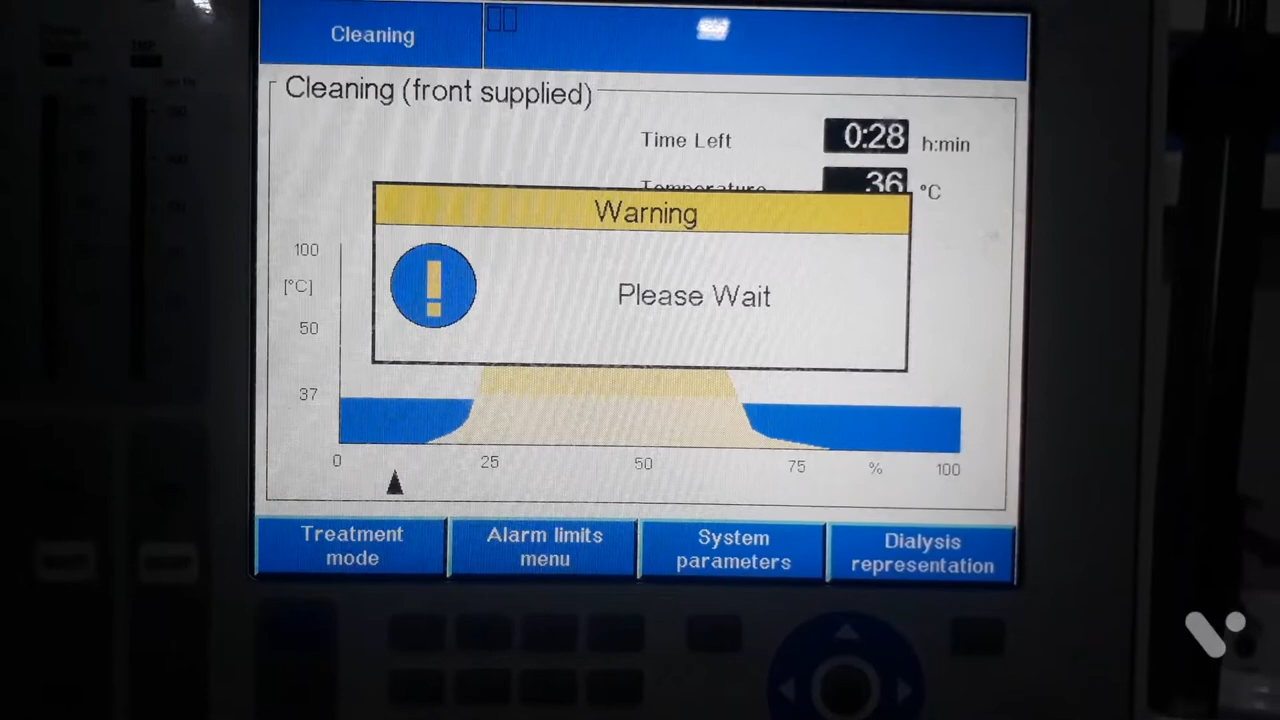 Cleaning
Cleaning (front supplied)
Time Left
0:28
h:min
Temperature
36
°C
Warning
Please Wait
100
[°C]
50
37
0
25
50
75
%
100
Treatment
mode
Alarm limits
menu
System
parameters
Dialysis
representation